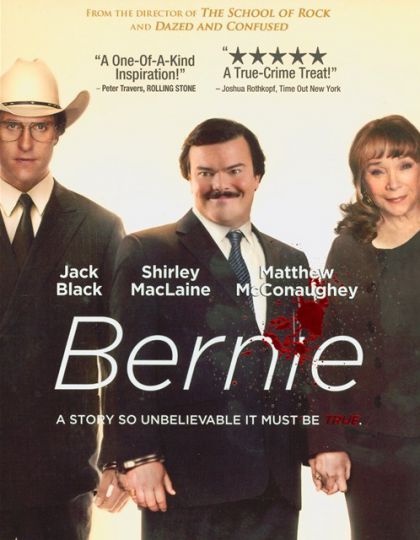 FROM THE DIRECTOR OF THE SCHOOL OF ROCK
AND DAZED AND CONFUSED
"A One-Of-A-Kind
Inspiration!"
– Peter Travers, ROLLING STONE
"★★★★★
A True-Crime Treat!"
– Joshua Rothkopf, Time Out New York
Jack
Black
Shirley
MacLaine
Matthew
McConaughey
Bernie
A STORY SO UNBELIEVABLE IT MUST BE TRUE.